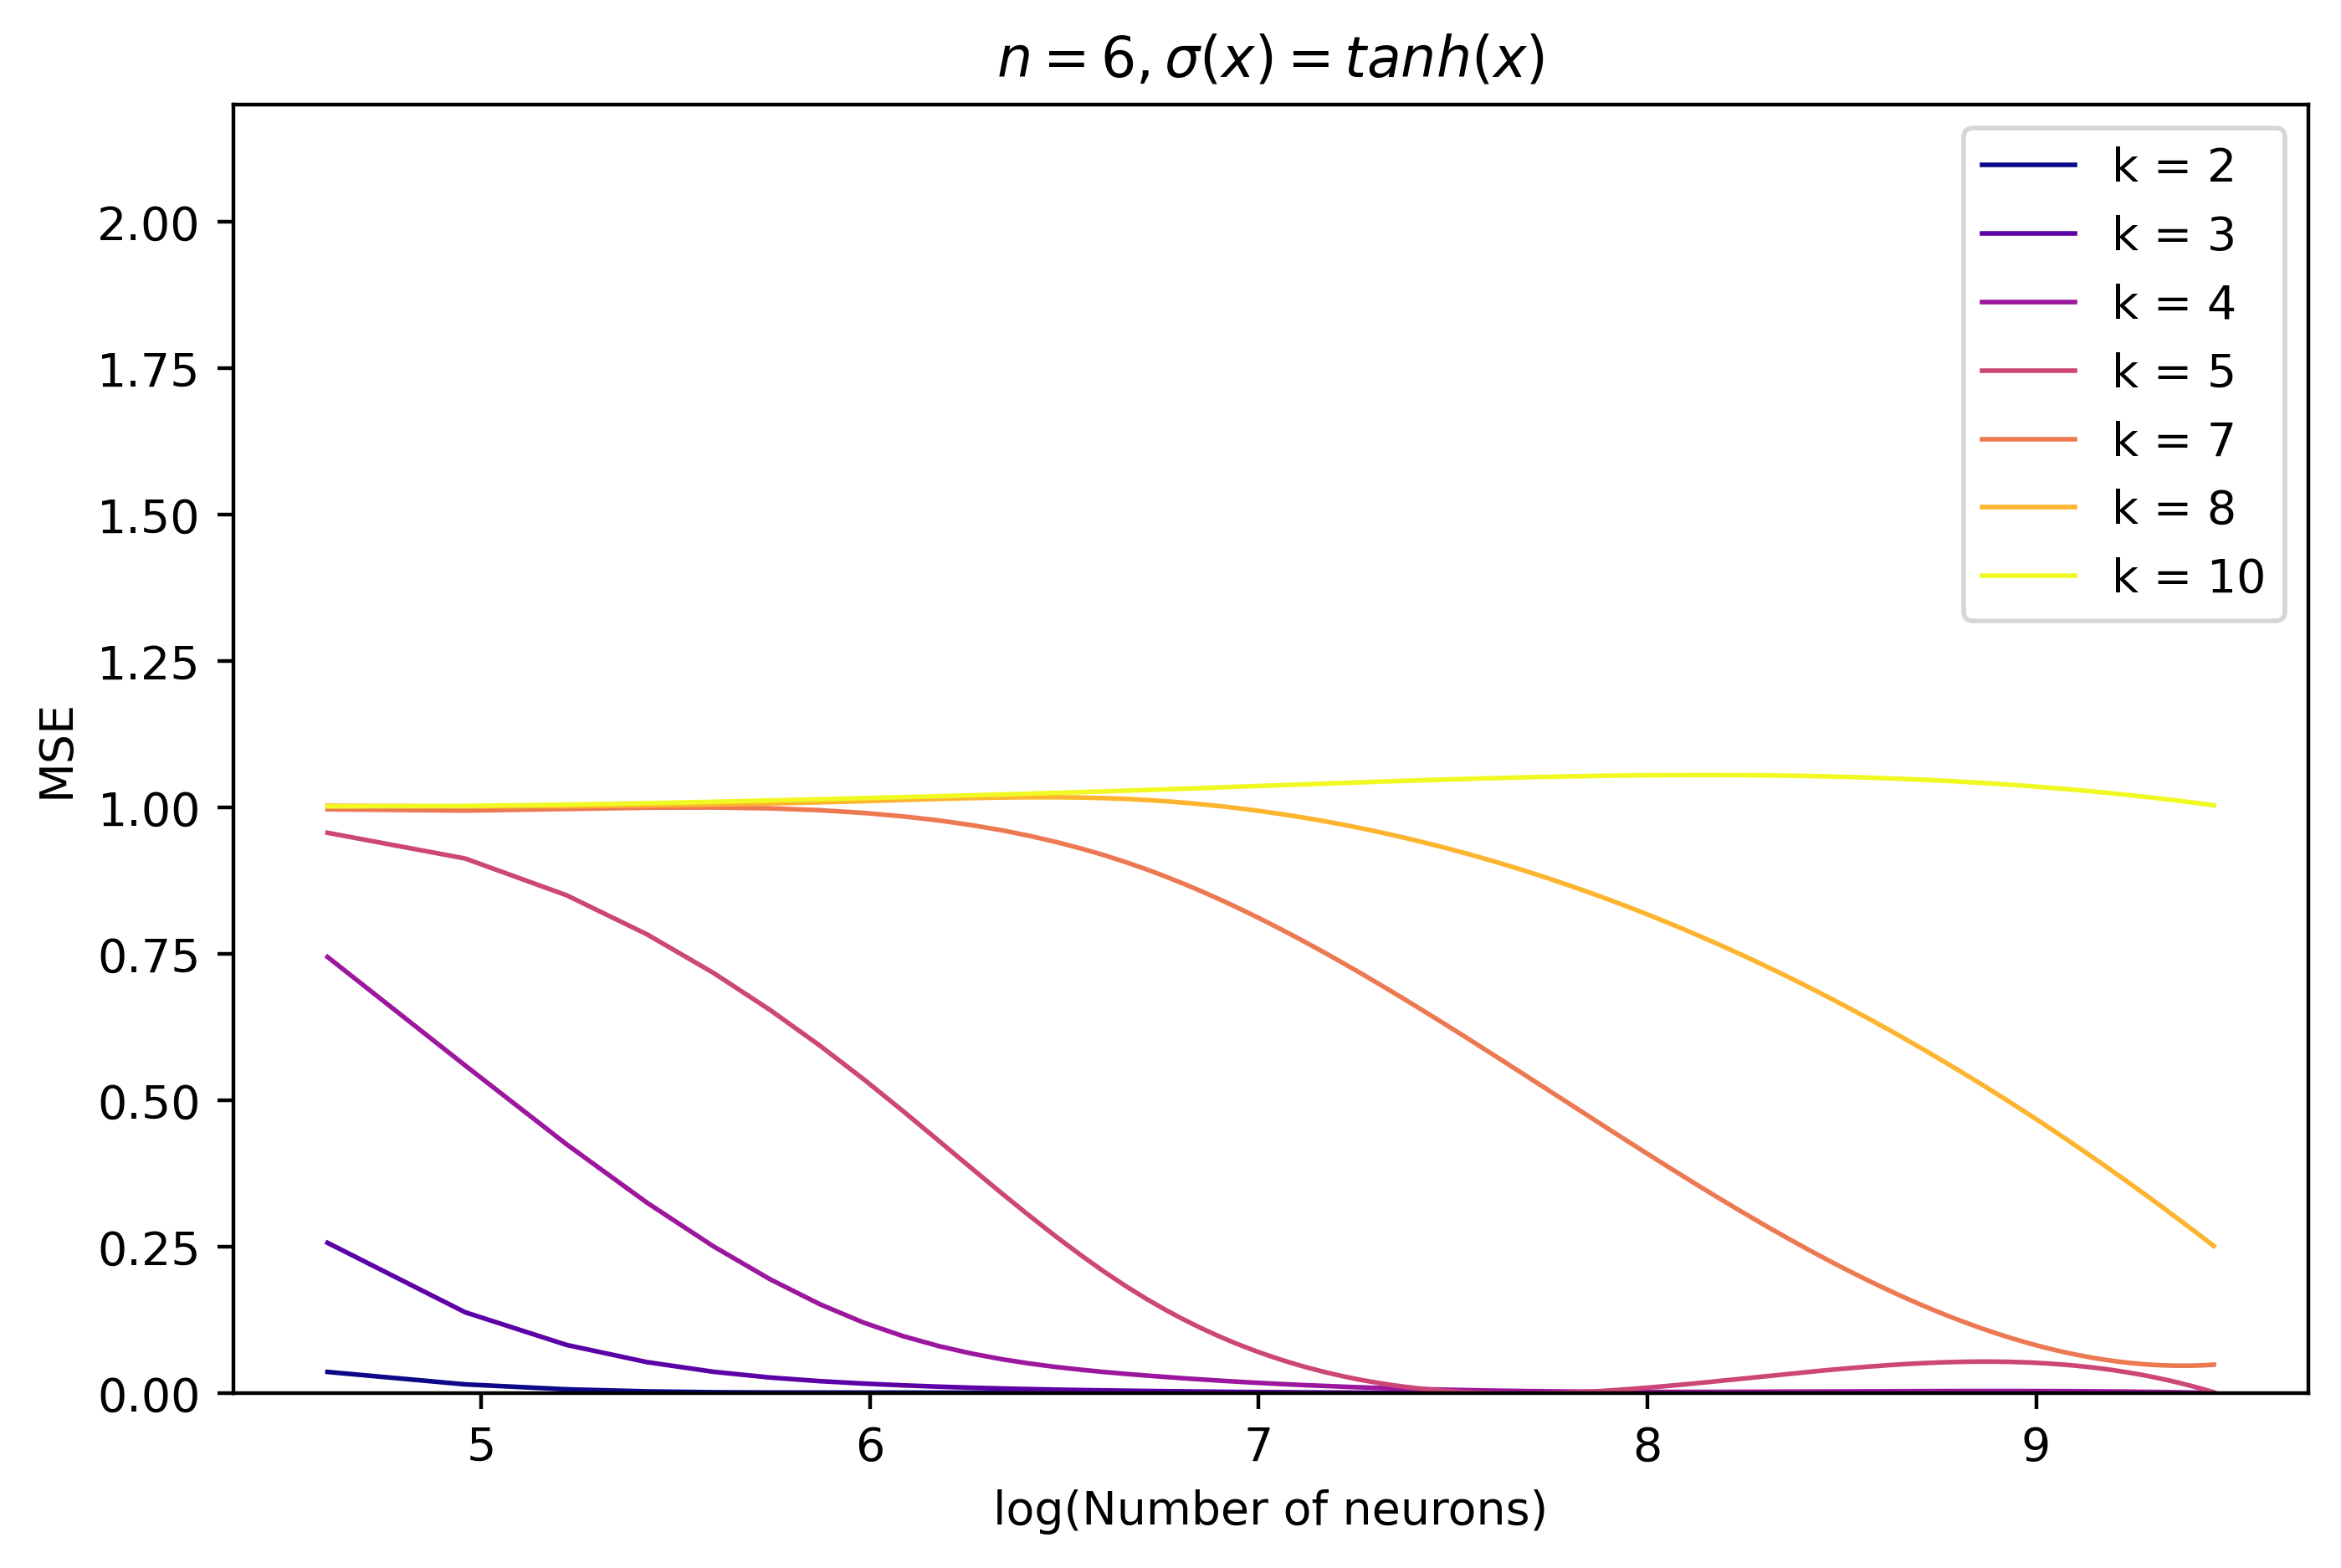 n = 6, σ(x) = tanh(x)
k = 2
k = 3
k = 4
k = 5
k = 7
k = 8
k = 10
2.00
1.75
1.50
1.25
1.00
0.75
0.50
0.25
0.00
MSE
5 6 7 8 9
log(Number of neurons)